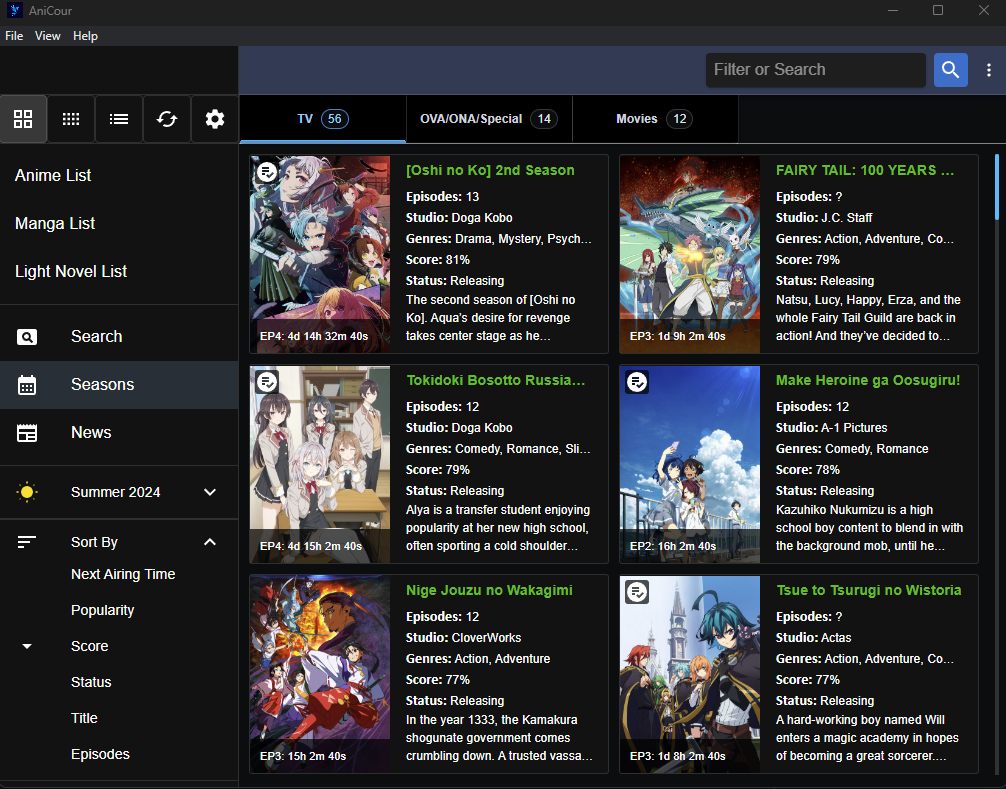 AniCour
File View Help
Filter or Search
TV 56
OVA/ONA/Special 14
Movies 12
Anime List
Manga List
Light Novel List
Search
Seasons
News
Summer 2024
Sort By
Next Airing Time
Popularity
Score
Status
Title
Episodes
[Oshi no Ko] 2nd Season
Episodes: 13
Studio: Doga Kobo
Genres: Drama, Mystery, Psych...
Score: 81%
Status: Releasing
The second season of [Oshi no
Ko]. Aqua's desire for revenge
takes center stage as he...
EP4: 4d 14h 32m 40s
FAIRY TAIL: 100 YEARS ...
Episodes: ?
Studio: J.C. Staff
Genres: Action, Adventure, Co...
Score: 79%
Status: Releasing
Natsu, Lucy, Happy, Erza, and the
whole Fairy Tail Guild are back in
action! And they've decided to...
EP3: 1d 9h 2m 40s
Tokidoki Bosotto Russia...
Episodes: 12
Studio: Doga Kobo
Genres: Comedy, Romance, Sli...
Score: 79%
Status: Releasing
Alya is a transfer student enjoying
popularity at her new high school,
often sporting a cold shoulder...
EP4: 4d 15h 2m 40s
Make Heroine ga Oosugiru!
Episodes: 12
Studio: A-1 Pictures
Genres: Comedy, Romance
Score: 78%
Status: Releasing
Kazuhiko Nukumizu is a high
school boy content to blend in with
the background mob, until he...
EP2: 16h 2m 40s
Nige Jouzu no Wakagimi
Episodes: 12
Studio: CloverWorks
Genres: Action, Adventure
Score: 77%
Status: Releasing
In the year 1333, the Kamakura
shogunate government comes
crumbling down. A trusted vassa...
EP3: 15h 2m 40s
Tsue to Tsurugi no Wistoria
Episodes: ?
Studio: Actas
Genres: Action, Adventure, Co...
Score: 77%
Status: Releasing
A hard-working boy named Will
enters a magic academy in hopes
of becoming a great sorcerer....
EP3: 1d 8h 2m 40s